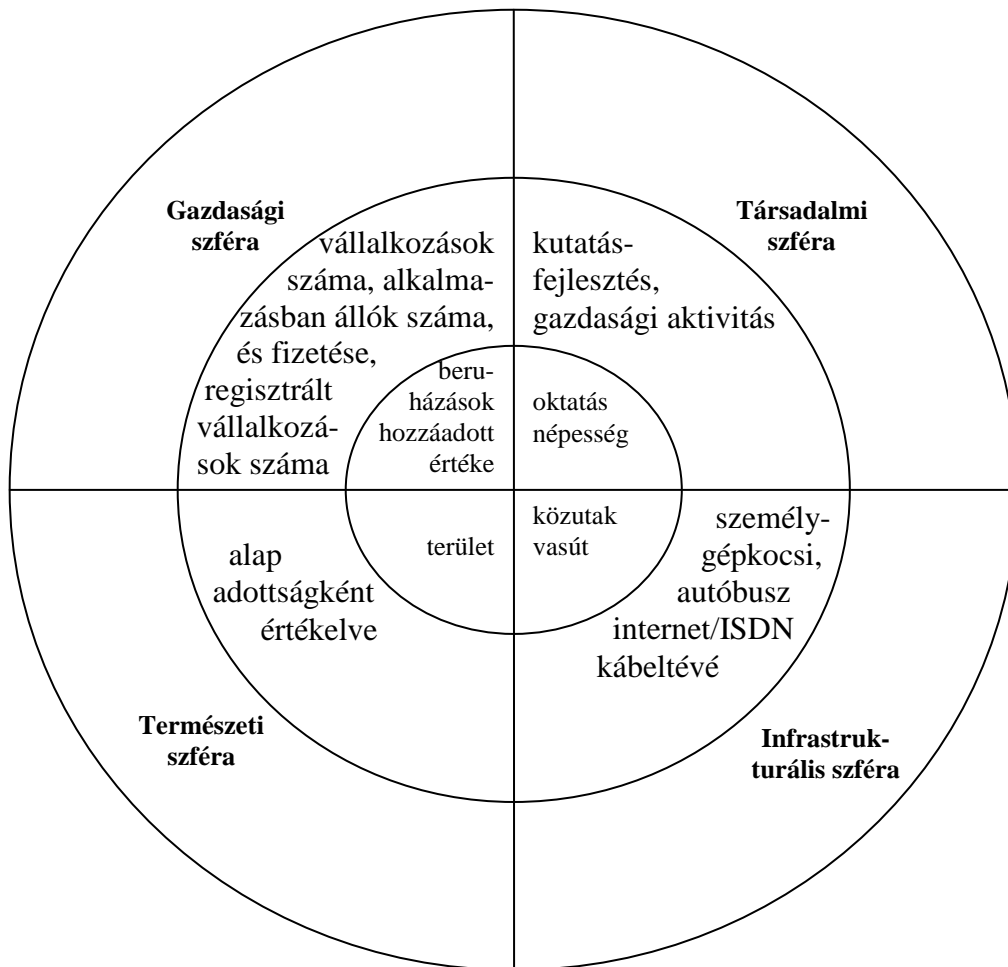 Gazdasági
szféra
vállalkozások
száma, alkalma-
zásban állók száma,
és fizetése,
regisztrált
vállalkozá-
sok száma
beru-
házások
hozzáadott
értéke
Társadalmi
szféra
kutatás-
fejlesztés,
gazdasági aktivitás
oktatás
népesség
terület
alap
adottságként
értékelve
Természeti
szféra
közutak
vasút
személy-
gépkocsi,
autóbusz
internet/ISDN
kábeltévé
Infrastruk-
turális szféra